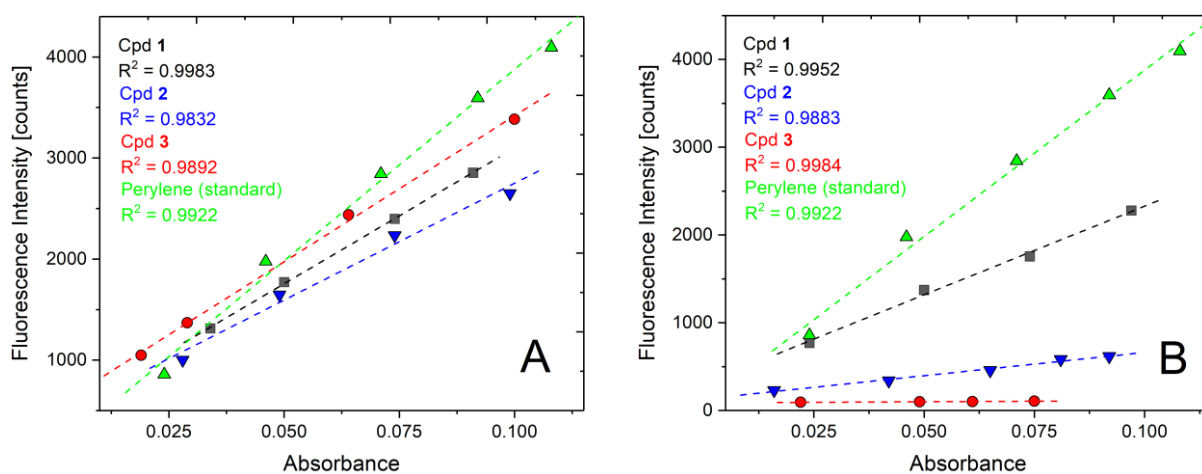 Cpd 1
R² = 0.9983
Cpd 2
R² = 0.9832
Cpd 3
R² = 0.9892
Perylene (standard)
R² = 0.9922
A
4000
3000
2000
1000
Fluorescence Intensity [counts]
0.025
0.050
0.075
0.100
Absorbance
Cpd 1
R² = 0.9952
Cpd 2
R² = 0.9883
Cpd 3
R² = 0.9984
Perylene (standard)
R² = 0.9922
B
4000
3000
2000
1000
0
Fluorescence Intensity [counts]
0.025
0.050
0.075
0.100
Absorbance